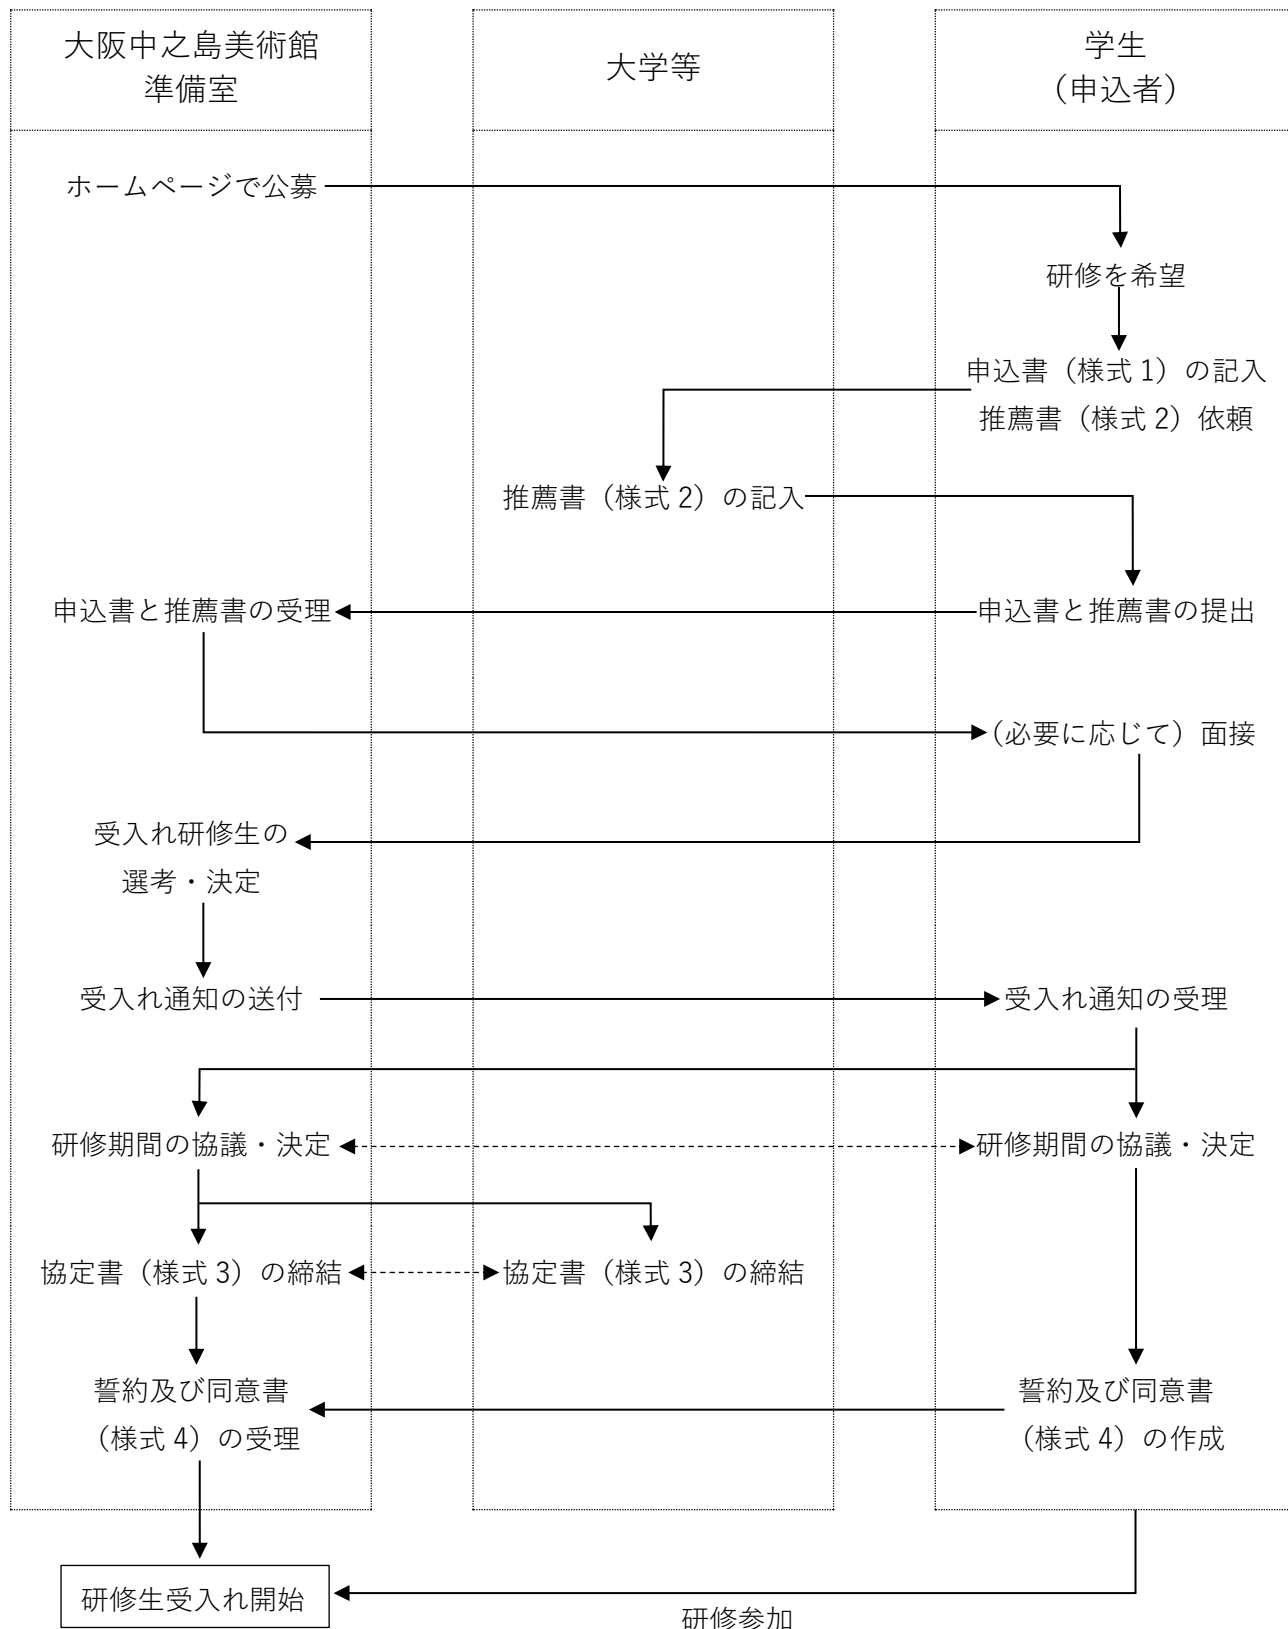 大阪中之島美術館
準備室
大学等
学生
（申込者）
ホームページで公募
研修を希望
申込書（様式1）の記入
推薦書（様式2）依頼
推薦書（様式2）の記入
申込書と推薦書の受理
申込書と推薦書の提出
（必要に応じて）面接
受入れ研修生の
選考・決定
受入れ通知の送付
受入れ通知の受理
研修期間の協議・決定
研修期間の協議・決定
協定書（様式3）の締結
協定書（様式3）の締結
誓約及び同意書
（様式4）の受理
誓約及び同意書
（様式4）の作成
研修生受入れ開始
研修参加